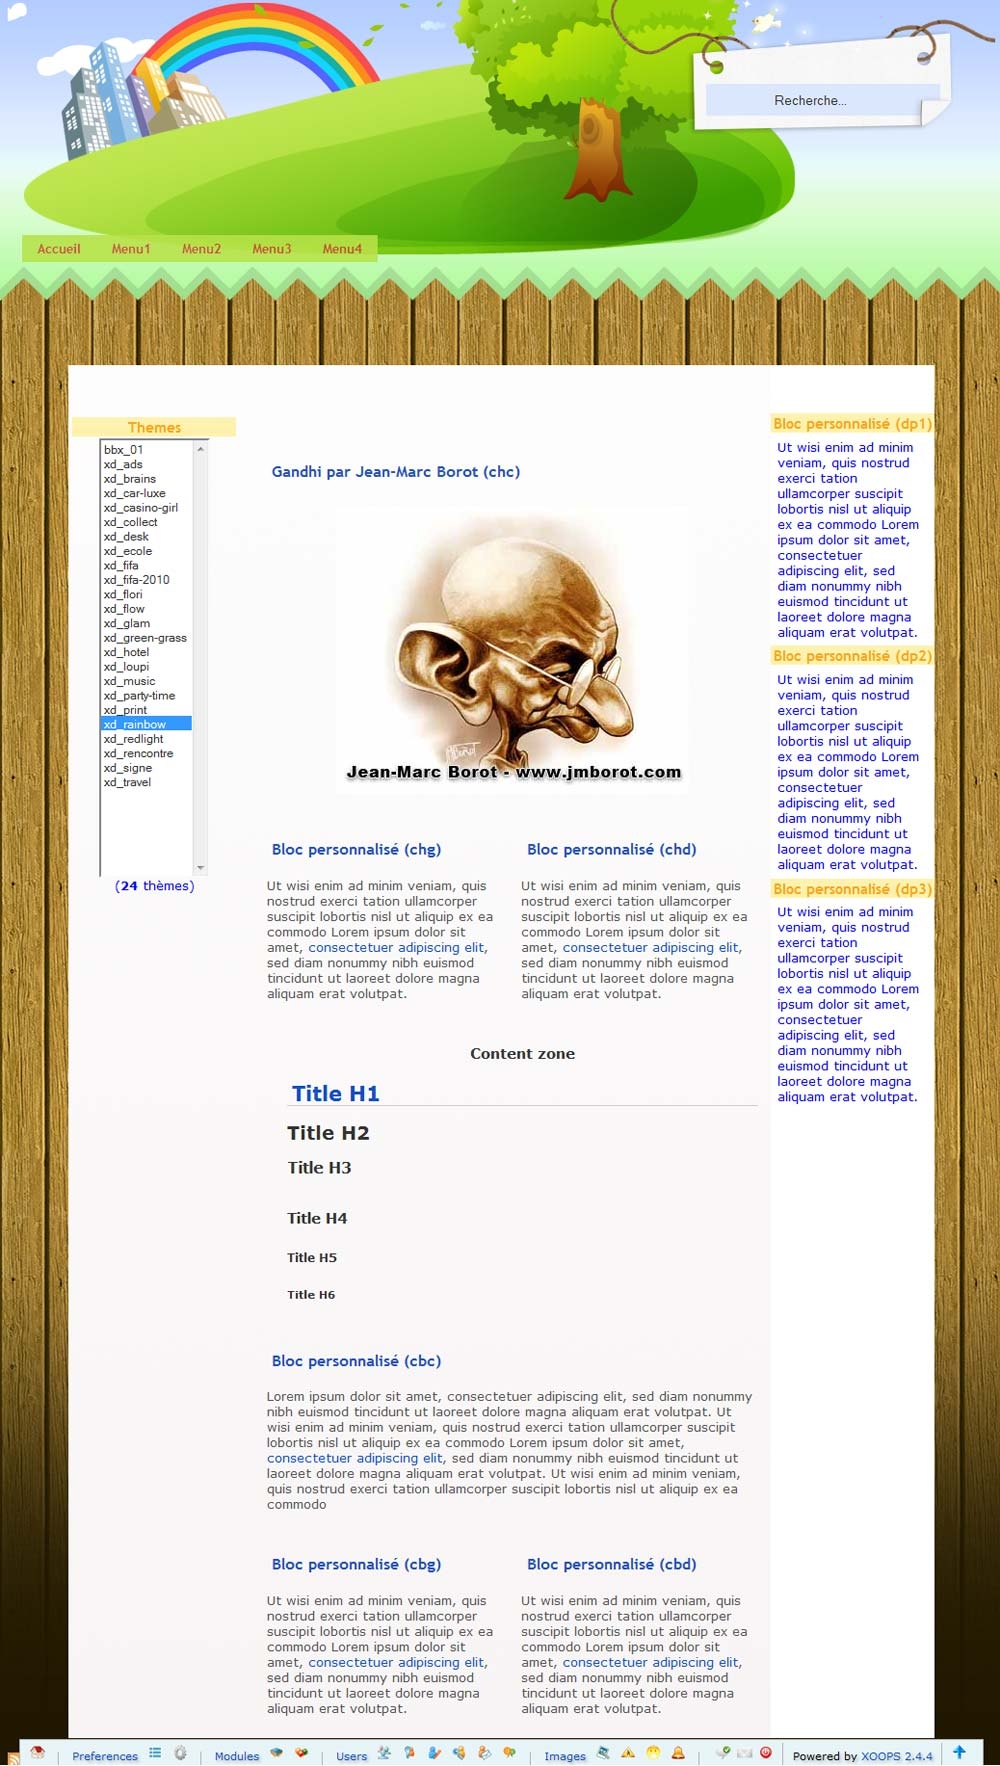 Recherche...
Accueil Menu1 Menu2 Menu3 Menu4
Themes
bbx_01
xd_ads
xd_brains
xd_car-luxe
xd_casino-girl
xd_collect
xd_desk
xd_ecole
xd_fifa
xd_fifa-2010
xd_flori
xd_flow
xd_glam
xd_green-grass
xd_hotel
xd_loupi
xd_music
xd_party-time
xd_print
xd_rainbow
xd_redlight
xd_rencontre
xd_signe
xd_travel
(24 thèmes)
Gandhi par Jean-Marc Borot (chc)
Jean-Marc Borot - www.jmborot.com
Bloc personnalisé (chg)
Ut wisi enim ad minim veniam, quis
nostrud exerci tation ullamcorper
suscipit lobortis nisl ut aliquip ex ea
commodo Lorem ipsum dolor sit
amet, consectetuer adipiscing elit,
sed diam nonummy nibh euismod
tincidunt ut laoreet dolore magna
aliquam erat volutpat.
Bloc personnalisé (chd)
Ut wisi enim ad minim veniam, quis
nostrud exerci tation ullamcorper
suscipit lobortis nisl ut aliquip ex ea
commodo Lorem ipsum dolor sit
amet, consectetuer adipiscing elit,
sed diam nonummy nibh euismod
tincidunt ut laoreet dolore magna
aliquam erat volutpat.
Content zone
Title H1
Title H2
Title H3
Title H4
Title H5
Title H6
Bloc personnalisé (cbc)
Lorem ipsum dolor sit amet, consectetuer adipiscing elit, sed diam nonummy
nibh euismod tincidunt ut laoreet dolore magna aliquam erat volutpat. Ut
wisi enim ad minim veniam, quis nostrud exerci tation ullamcorper suscipit
lobortis nisl ut aliquip ex ea commodo Lorem ipsum dolor sit amet,
consectetuer adipiscing elit, sed diam nonummy nibh euismod tincidunt ut
laoreet dolore magna aliquam erat volutpat. Ut wisi enim ad minim veniam,
quis nostrud exerci tation ullamcorper suscipit lobortis nisl ut aliquip ex ea
commodo
Bloc personnalisé (cbg)
Ut wisi enim ad minim veniam, quis
nostrud exerci tation ullamcorper
suscipit lobortis nisl ut aliquip ex ea
commodo Lorem ipsum dolor sit
amet, consectetuer adipiscing elit,
sed diam nonummy nibh euismod
tincidunt ut laoreet dolore magna
aliquam erat volutpat.
Bloc personnalisé (cbd)
Ut wisi enim ad minim veniam, quis
nostrud exerci tation ullamcorper
suscipit lobortis nisl ut aliquip ex ea
commodo Lorem ipsum dolor sit
amet, consectetuer adipiscing elit,
sed diam nonummy nibh euismod
tincidunt ut laoreet dolore magna
aliquam erat volutpat.
Bloc personnalisé (dp1)
Ut wisi enim ad minim
veniam, quis nostrud
exerci tation
ullamcorper suscipit
lobortis nisl ut aliquip
ex ea commodo Lorem
ipsum dolor sit amet,
consectetuer
adipiscing elit, sed
diam nonummy nibh
euismod tincidunt ut
laoreet dolore magna
aliquam erat volutpat.
Bloc personnalisé (dp2)
Ut wisi enim ad minim
veniam, quis nostrud
exerci tation
ullamcorper suscipit
lobortis nisl ut aliquip
ex ea commodo Lorem
ipsum dolor sit amet,
consectetuer
adipiscing elit, sed
diam nonummy nibh
euismod tincidunt ut
laoreet dolore magna
aliquam erat volutpat.
Bloc personnalisé (dp3)
Ut wisi enim ad minim
veniam, quis nostrud
exerci tation
ullamcorper suscipit
lobortis nisl ut aliquip
ex ea commodo Lorem
ipsum dolor sit amet,
consectetuer
adipiscing elit, sed
diam nonummy nibh
euismod tincidunt ut
laoreet dolore magna
aliquam erat volutpat.
Preferences | Modules | Users | Images | Powered by XOOPS 2.4.4